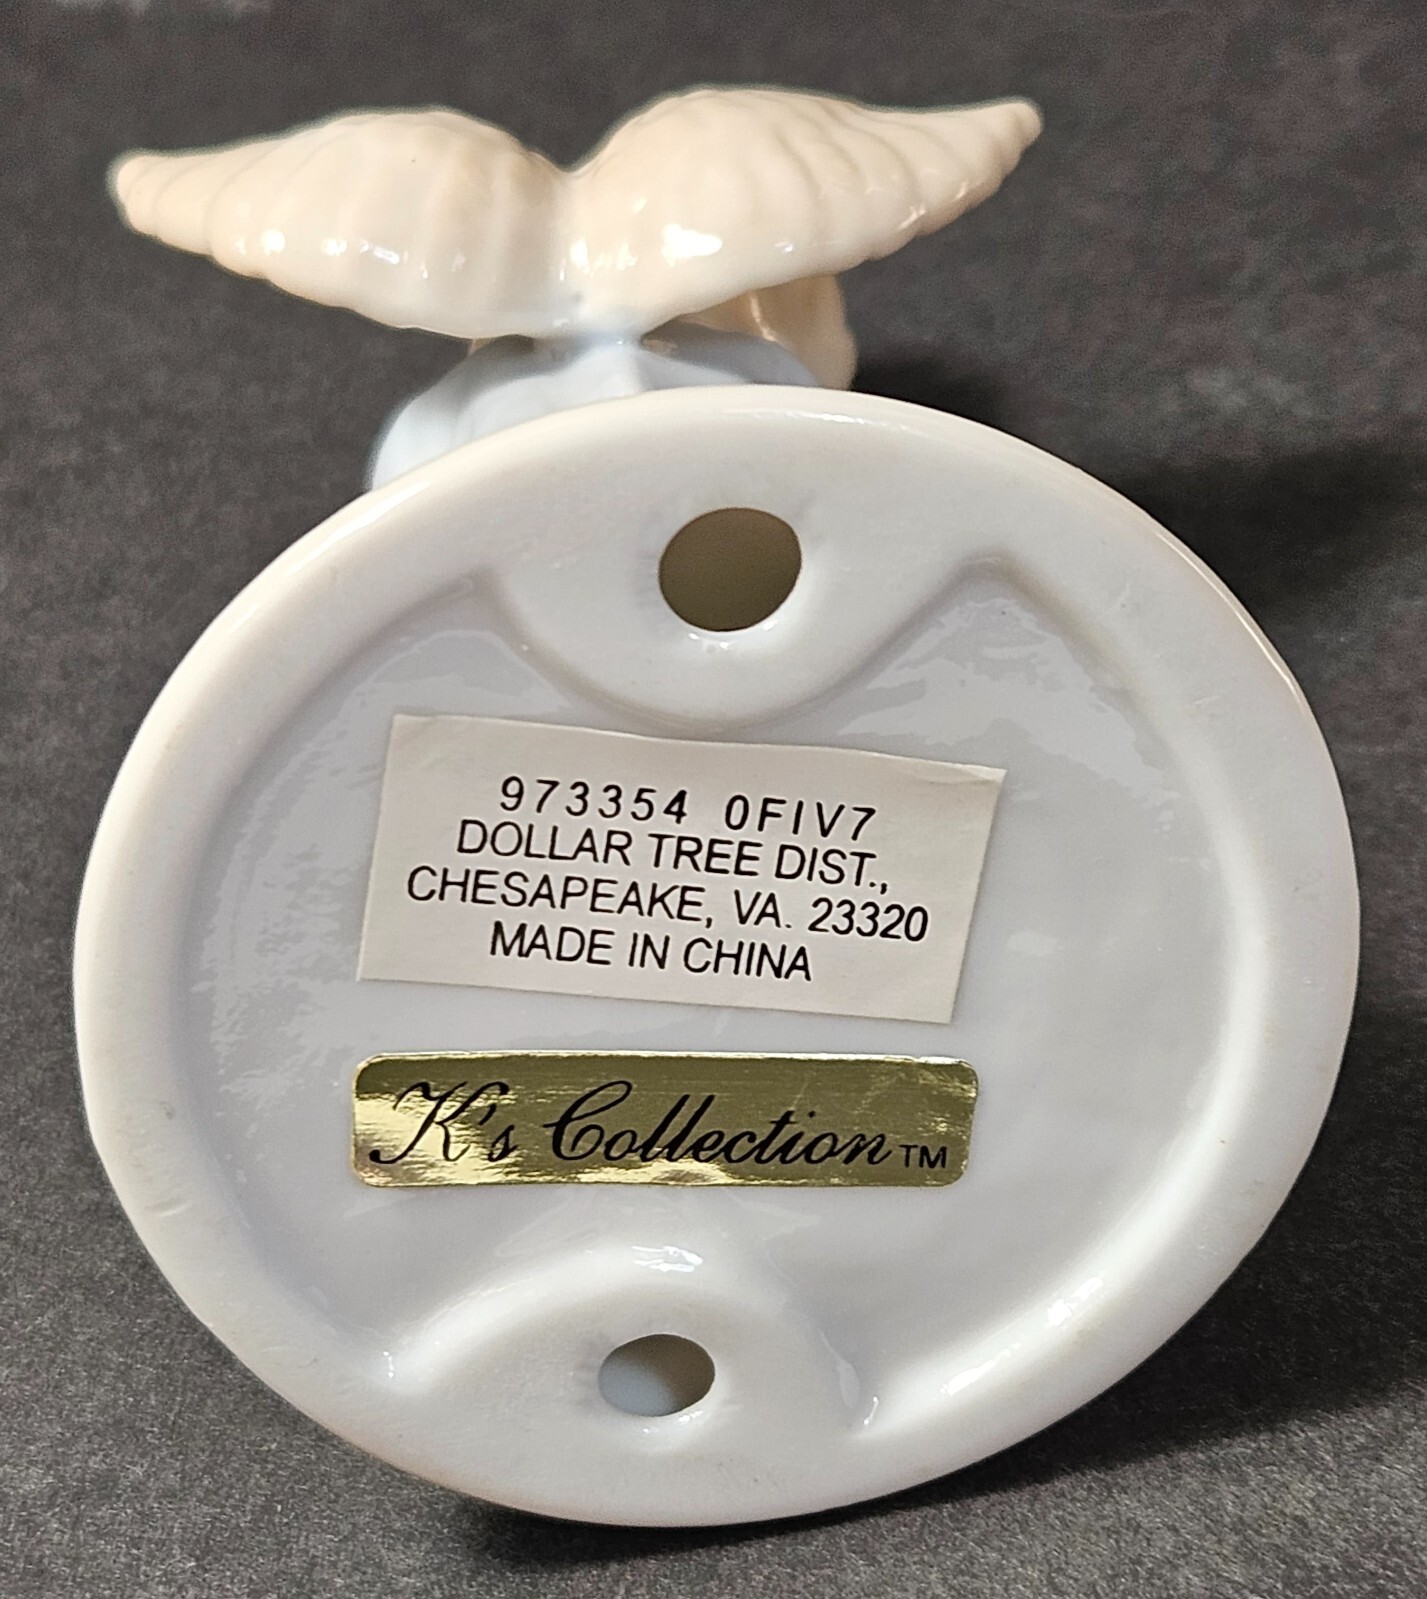 973354 0FIV7
DOLLAR TREE DIST.,
CHESAPEAKE, VA. 23320
MADE IN CHINA
K's Collection™